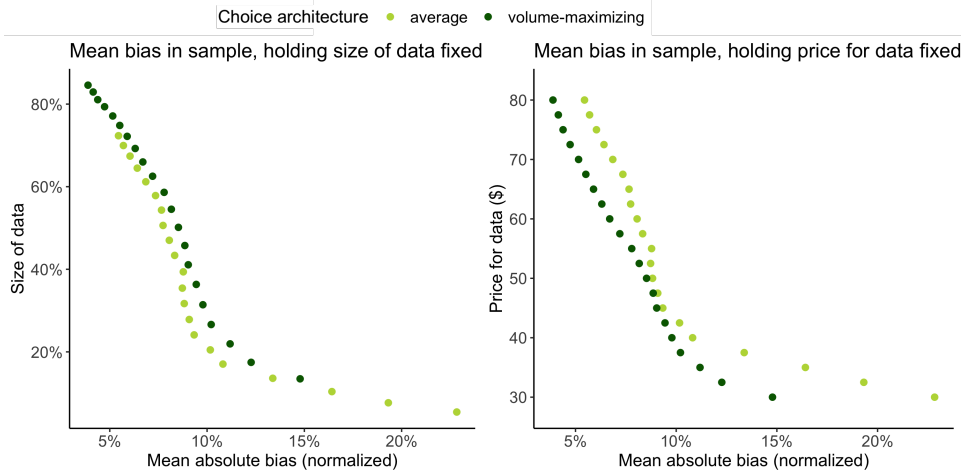 Choice architecture average volume-maximizing
Mean bias in sample, holding size of data fixed
Size of data
80%
60%
40%
20%
5% 10% 15% 20%
Mean absolute bias (normalized)
Mean bias in sample, holding price for data fixed
Price for data ($)
80
70
60
50
40
30
5% 10% 15% 20%
Mean absolute bias (normalized)